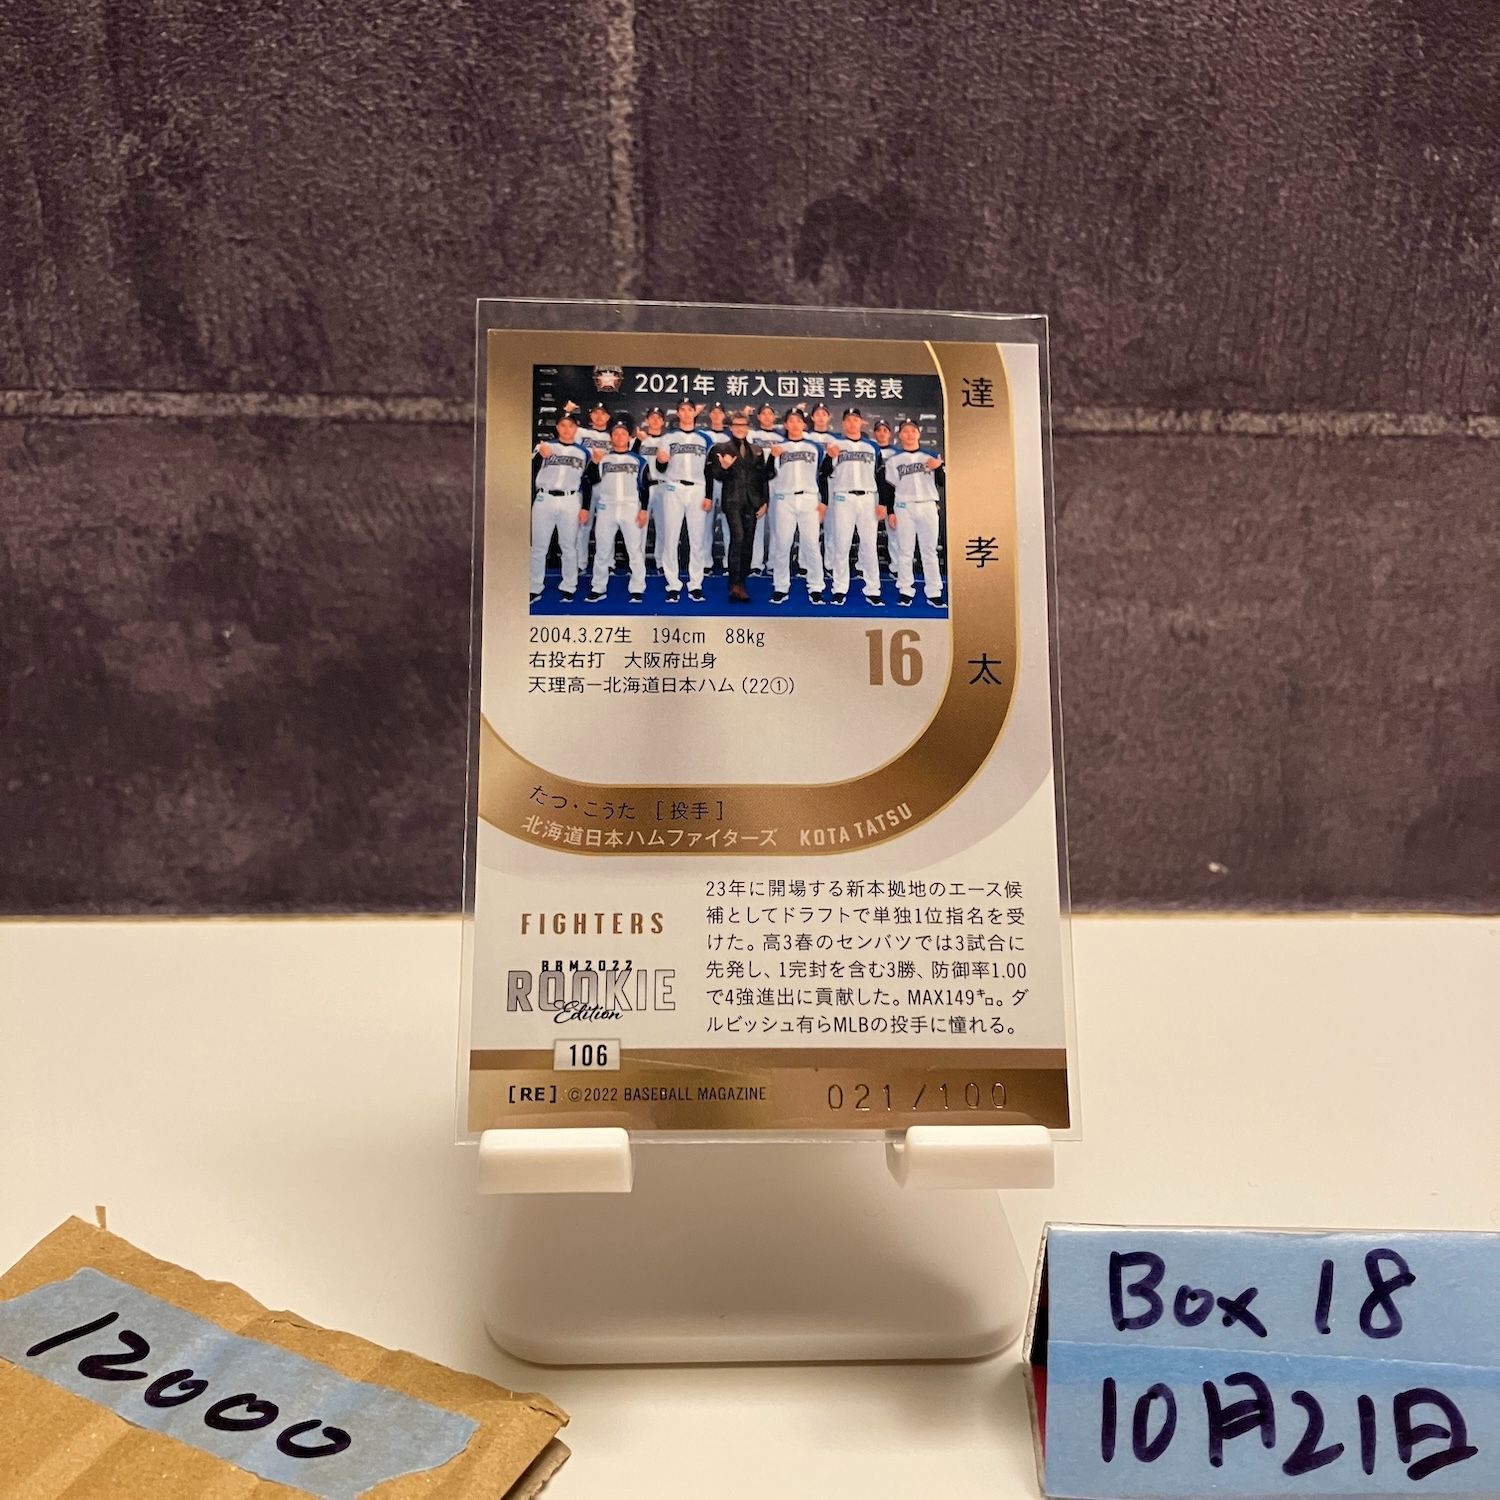 2021年 新入団選手発表
達孝太
2004.3.27生 194cm 88kg
右投右打 大阪府出身
天理高ー北海道日本ハム(22①)
16
たつ・こうた [投手]
北海道日本ハムファイターズ KOTA TATSU
FIGHTERS
BBM2022
ROOKIE
Edition
23年に開場する新本拠地のエース候
補としてドラフトで単独1位指名を受
けた。高3春のセンバツでは3試合に
先発し、1完封を含む3勝、防御率1.00
で4強進出に貢献した。MAX149㌔。ダ
ルビッシュ有らMLBの投手に憧れる。
106
[RE] ©2022 BASEBALL MAGAZINE
021/100
12000
Box 18
10月21日